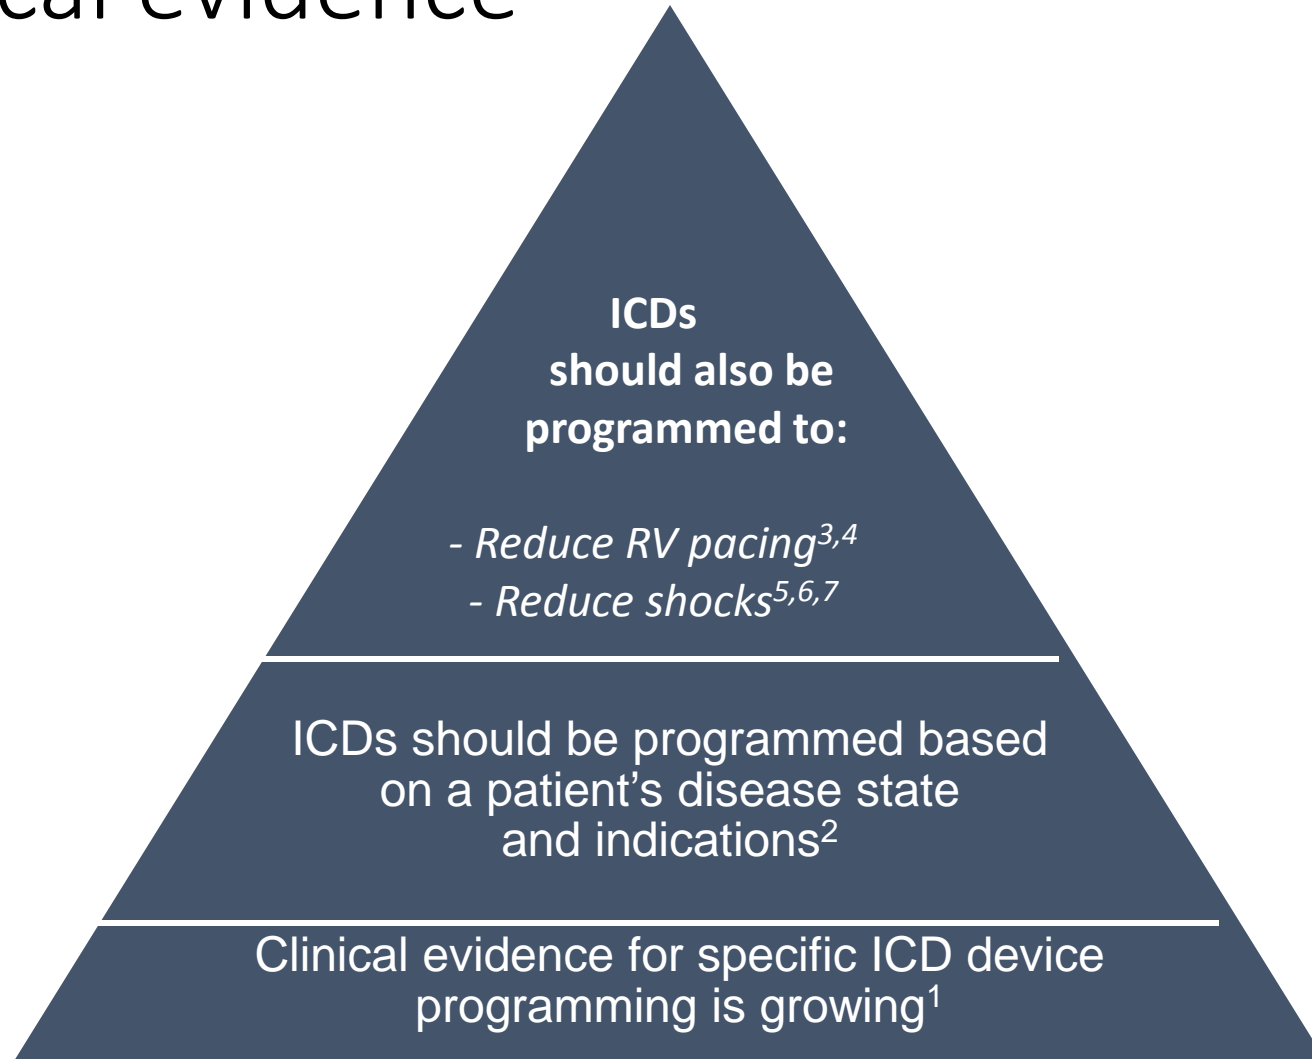 evidence
ICDs
should also be
programmed to:
- Reduce RV pacing3,4
- Reduce shocks5,6,7
ICDs should be programmed based
on a patient’s disease state
and indications2
Clinical evidence for specific ICD device
programming is growing1